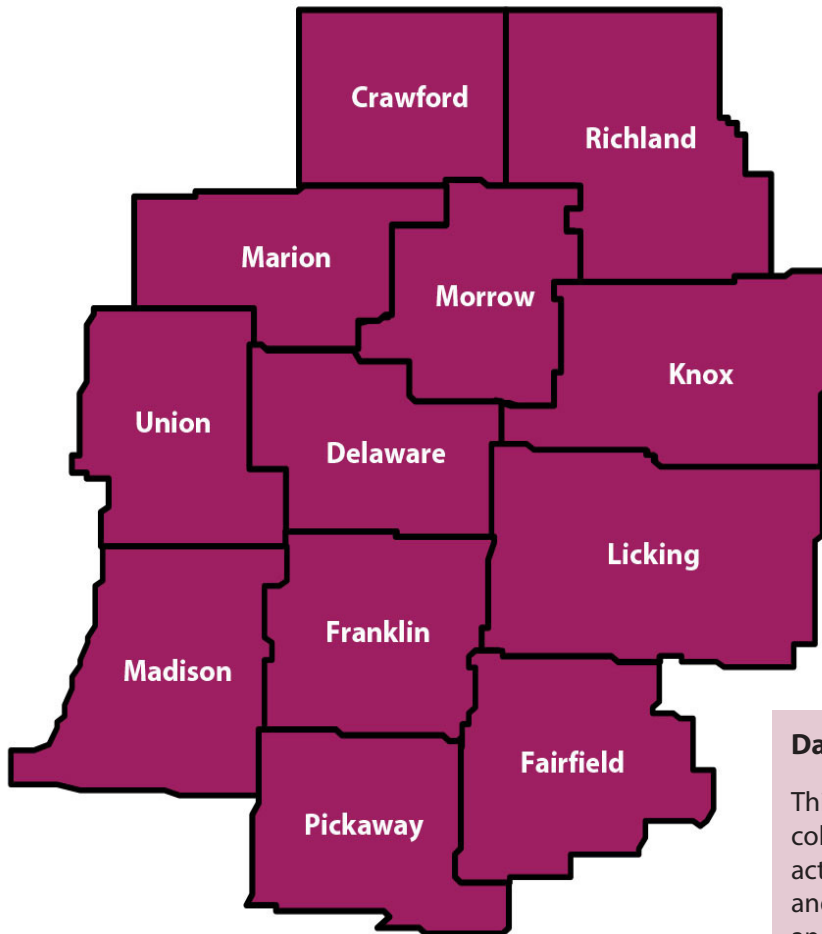 Crawford
Richland
Marion
Morrow
Knox
Union
Delaware
Licking
Franklin
Madison
Fairfield
Pickaway